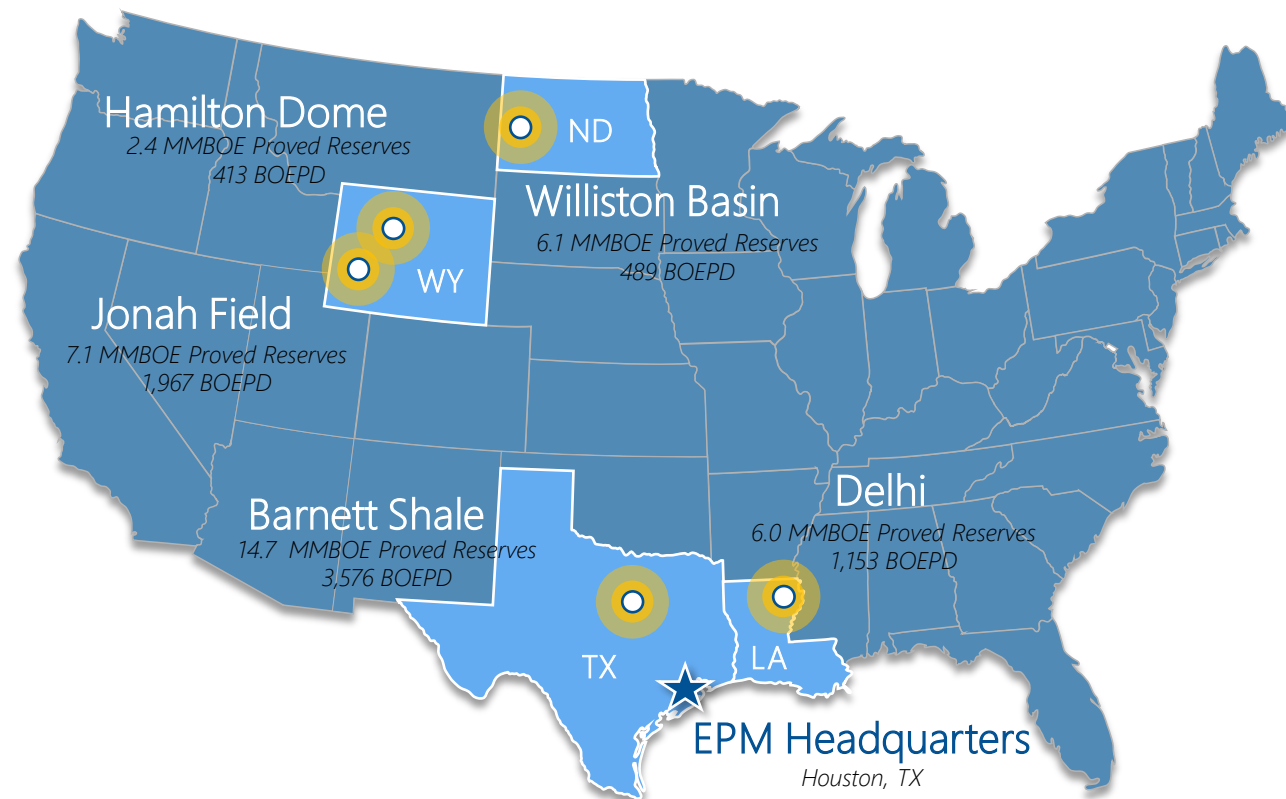 Hamilton Dome
2.4 MMBOE Proved Reserves
413 BOEPD
ND
Williston Basin
6.1 MMBOE Proved Reserves
489 BOEPD
WY
Jonah Field
7.1 MMBOE Proved Reserves
1,967 BOEPD
Barnett Shale
14.7 MMBOE Proved Reserves
3,576 BOEPD
Delhi
6.0 MMBOE Proved Reserves
1,153 BOEPD
TX
LA
EPM Headquarters
Houston, TX